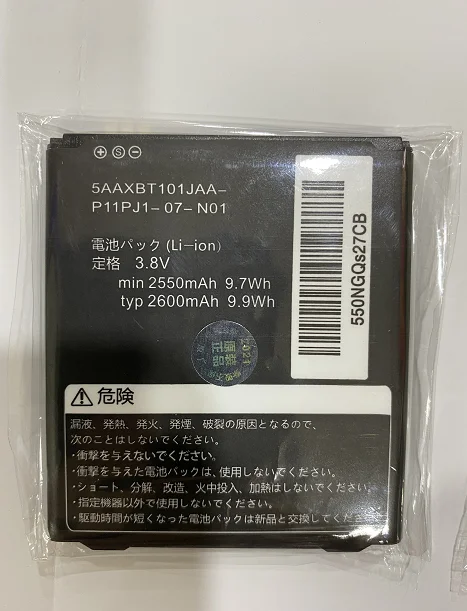 + S −
5AAXBT101JAA-
P11PJ1-07-N01
電池パック (Li-ion)
定格 3.8V
min 2550mAh 9.7Wh
typ 2600mAh 9.9Wh
550NGQs27CB
原装
正品
2021
危険
漏液、発熱、発火、発煙、破裂の原因となるので、
次のことはしないでください。
・衝撃を与えないでください。
・衝撃を与えた電池パックは、使用しないでください。
・ショート、分解、改造、火中投入、加熱はしないでください。
・指定機器以外で使用しないでください。
・駆動時間が短くなった電池パックは新品と交換してください。